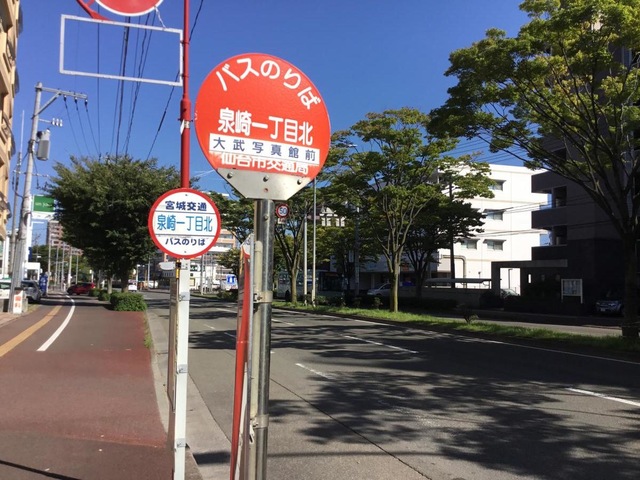 バスのりば
泉崎一丁目北
大武写真館前
仙台市交通局
宮城交通
泉崎一丁目北
バスのりば